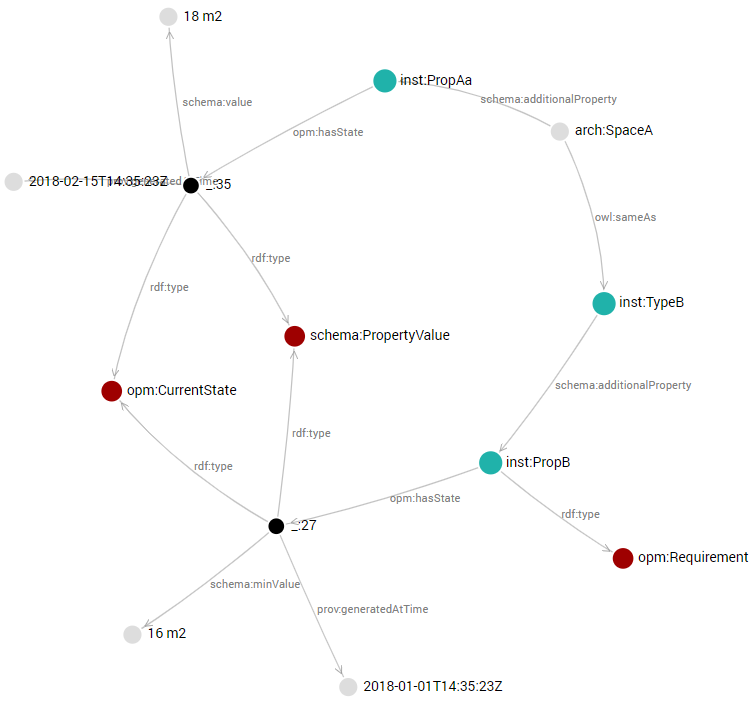 18 m2
inst:PropAa
schema:value
schema:additionalProperty
opm:hasState
arch:SpaceA
2018-02-15T14:35:23Z
prov:generatedAtTime
_:35
owl:sameAs
rdf:type
rdf:type
inst:TypeB
schema:PropertyValue
opm:CurrentState
schema:additionalProperty
rdf:type
rdf:type
inst:PropB
opm:hasState
rdf:type
_:27
opm:Requirement
schema:minValue
prov:generatedAtTime
16 m2
2018-01-01T14:35:23Z